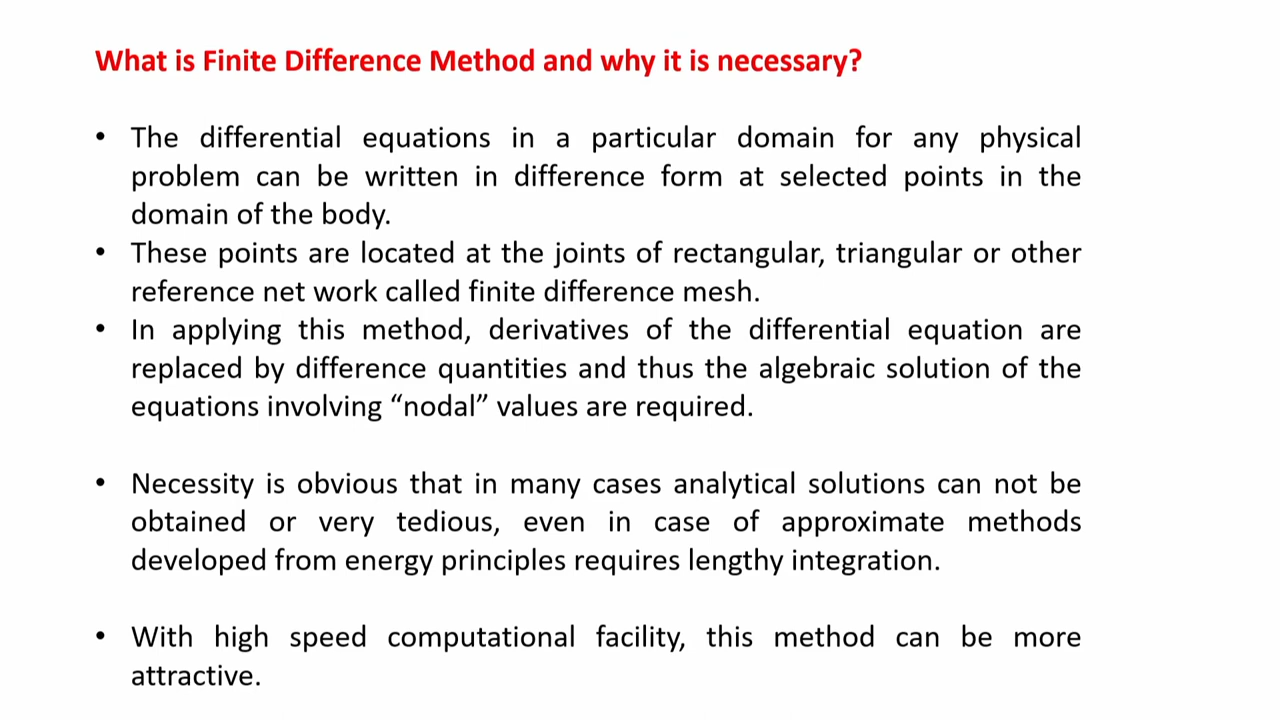 What is Finite Difference Method and why it is necessary?
• The differential equations in a particular domain for any physical
problem can be written in difference form at selected points in the
domain of the body.
• These points are located at the joints of rectangular, triangular or other
reference net work called finite difference mesh.
• In applying this method, derivatives of the differential equation are
replaced by difference quantities and thus the algebraic solution of the
equations involving “nodal” values are required.
• Necessity is obvious that in many cases analytical solutions can not be
obtained or very tedious, even in case of approximate methods
developed from energy principles requires lengthy integration.
• With high speed computational facility, this method can be more
attractive.